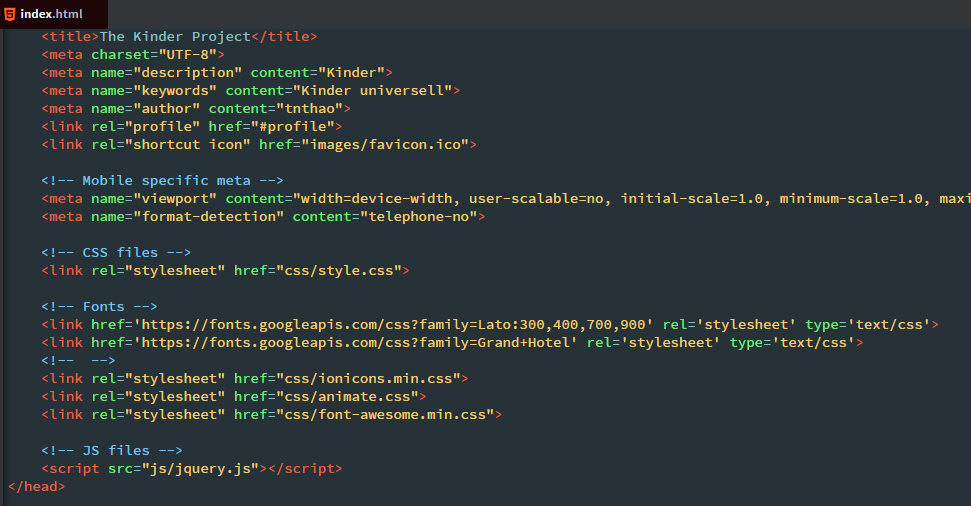 index.html
<title>The Kinder Project</title>
<meta charset="UTF-8">
<meta name="description" content="Kinder">
<meta name="keywords" content="Kinder universell">
<meta name="author" content="tnthao">
<link rel="profile" href="#profile">
<link rel="shortcut icon" href="images/favicon.ico">
<!-- Mobile specific meta -->
<meta name="viewport" content="width=device-width, user-scalable=no, initial-scale=1.0, minimum-scale=1.0, maxi
<meta name="format-detection" content="telephone-no">
<!-- CSS files -->
<link rel="stylesheet" href="css/style.css">
<!-- Fonts -->
<link href='https://fonts.googleapis.com/css?family=Lato:300,400,700,900' rel='stylesheet' type='text/css'>
<link href='https://fonts.googleapis.com/css?family=Grand+Hotel' rel='stylesheet' type='text/css'>
<!--  -->
<link rel="stylesheet" href="css/ionicons.min.css">
<link rel="stylesheet" href="css/animate.css">
<link rel="stylesheet" href="css/font-awesome.min.css">
<!-- JS files -->
<script src="js/jquery.js"></script>
</head>